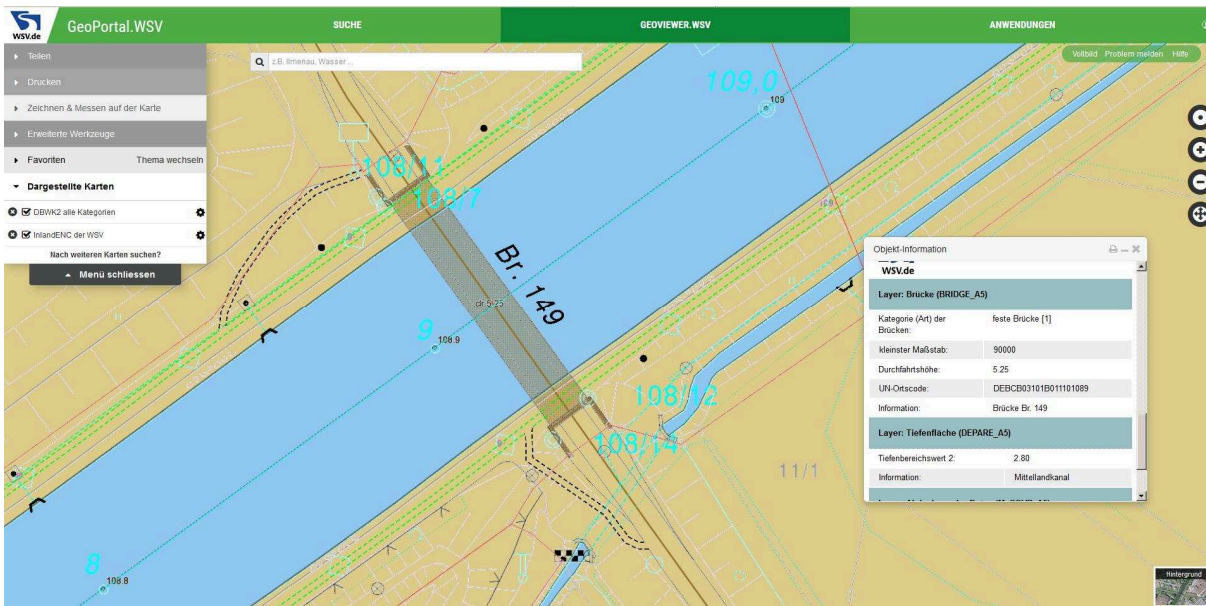 WSV.de
GeoPortal.WSV
SUCHE
GEOVIEWER.WSV
ANWENDUNGEN
Teilen
Drucken
Zeichnen & Messen auf der Karte
Erweiterte Werkzeuge
Favoriten Thema wechseln
Dargestellte Karten
DBWK2 alle Kategorien
InlandENC der WSV
Nach weiteren Karten suchen?
Menü schliessen
z.B. Ilmenau, Wasser ...
Vollbild Problem melden Hilfe
109,0
109
108/11
108/7
Br. 149
clr 5.25
9
108.9
108/12
108/14
11/1
8
108.8
Objekt-Information
WSV.de
Layer: Brücke (BRIDGE_A5)
Kategorie (Art) der Brücken: feste Brücke [1]
kleinster Maßstab: 90000
Durchfahrtshöhe: 5.25
UN-Ortscode: DEBCB03101B011101089
Information: Brücke Br. 149
Layer: Tiefenfläche (DEPARE_A5)
Tiefenbereichswert 2: 2.80
Information: Mittellandkanal
Hintergrund